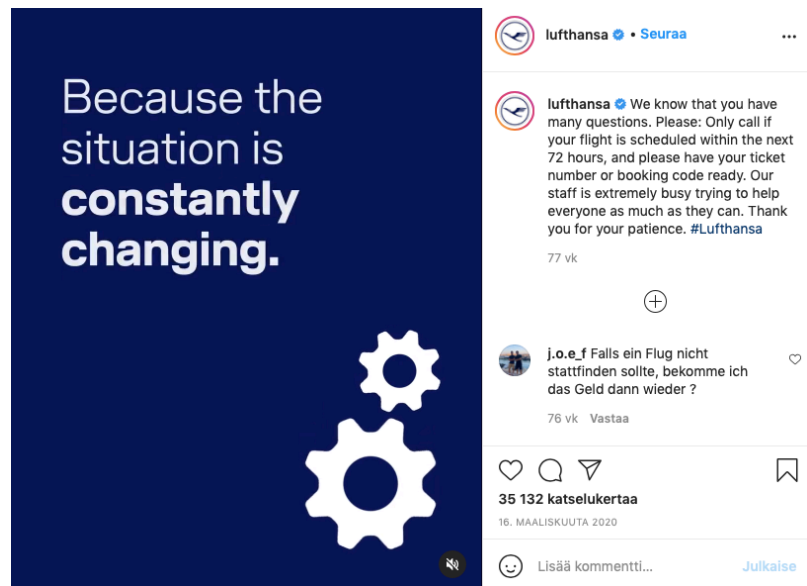 Because the
situation is
constantly
changing.
lufthansa • Seuraa
lufthansa We know that you have
many questions. Please: Only call if
your flight is scheduled within the next
72 hours, and please have your ticket
number or booking code ready. Our
staff is extremely busy trying to help
everyone as much as they can. Thank
you for your patience. #Lufthansa
77 vk
j.o.e_f Falls ein Flug nicht
stattfinden sollte, bekomme ich
das Geld dann wieder ?
76 vk Vastaa
35 132 katselukertaa
16. MAALISKUUTA 2020
Lisää kommentti... Julkaise